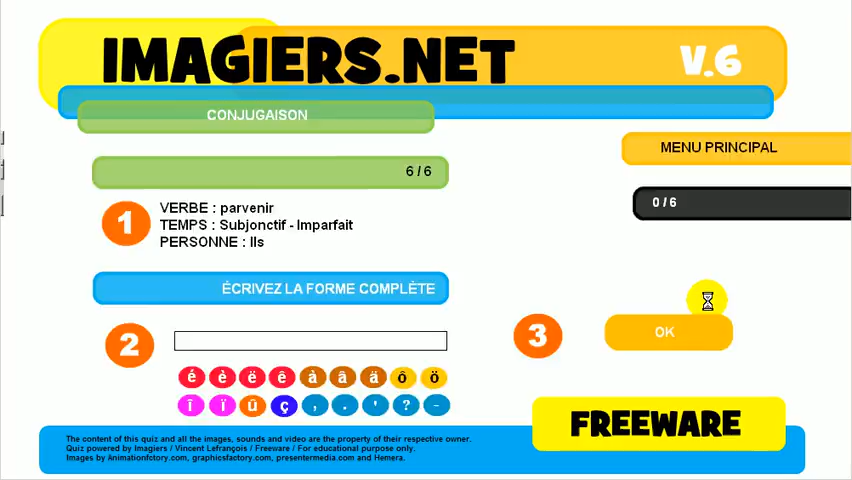 IMAGIERS.NET
V.6
CONJUGAISON
MENU PRINCIPAL
6 / 6
0 / 6
1
VERBE : parvenir
TEMPS : Subjonctif - Imparfait
PERSONNE : Ils
ÉCRIVEZ LA FORME COMPLÈTE
2
3
OK
é è ë ê à â ä ô ö
î ï û ç , . ' ? -
FREEWARE
The content of this quiz and all the images, sounds and video are the property of their respective owner.
Quiz powered by Imagiers / Vincent Lefrançois / Freeware / For educational purpose only.
Images by Animationfctory.com, graphicsfactory.com, presentermedia.com and Hemera.